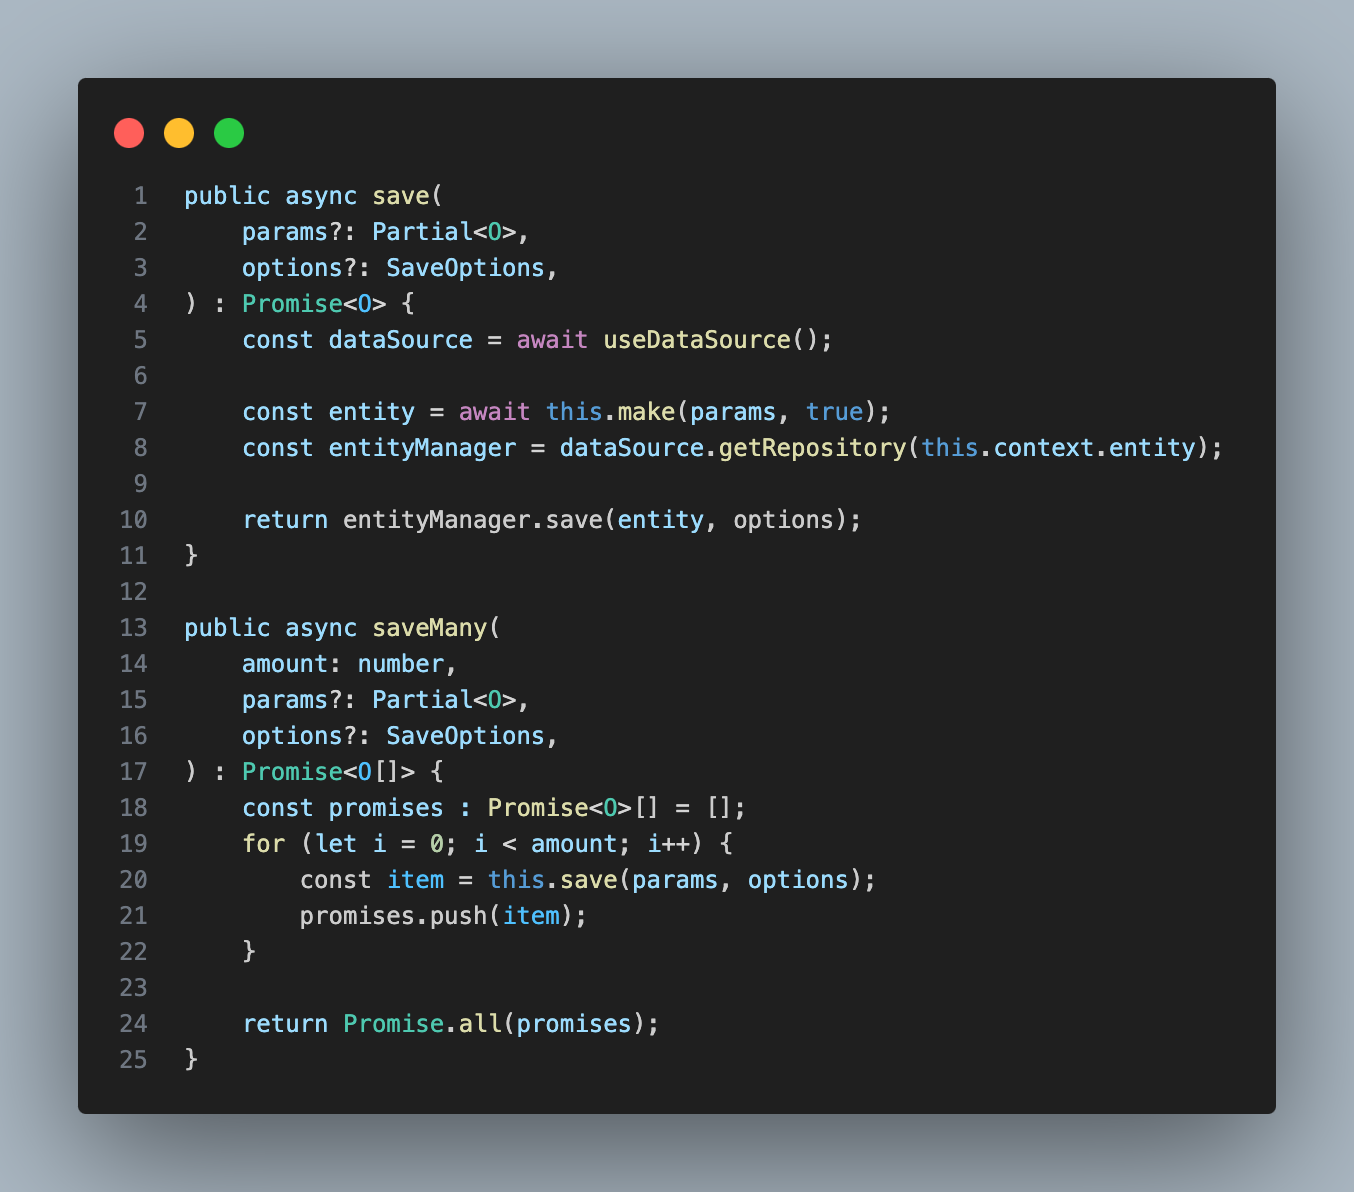 1 public async save(
2     params?: Partial<O>,
3     options?: SaveOptions,
4 ) : Promise<O> {
5     const dataSource = await useDataSource();
6
7     const entity = await this.make(params, true);
8     const entityManager = dataSource.getRepository(this.context.entity);
9
10     return entityManager.save(entity, options);
11 }
12
13 public async saveMany(
14     amount: number,
15     params?: Partial<O>,
16     options?: SaveOptions,
17 ) : Promise<O[]> {
18     const promises : Promise<O>[] = [];
19     for (let i = 0; i < amount; i++) {
20         const item = this.save(params, options);
21         promises.push(item);
22     }
23
24     return Promise.all(promises);
25 }